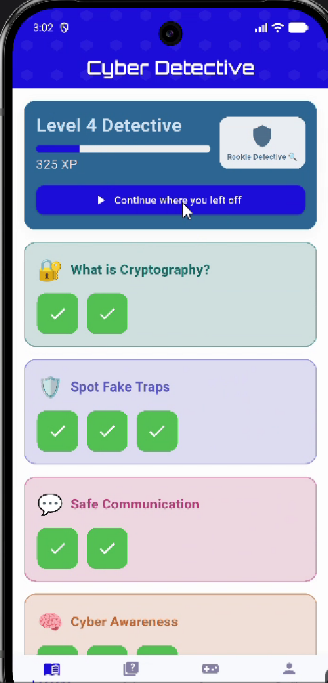 3:02
Cyber Detective
Level 4 Detective
Rookie Detective
325 XP
Continue where you left off
What is Cryptography?
Spot Fake Traps
Safe Communication
Cyber Awareness